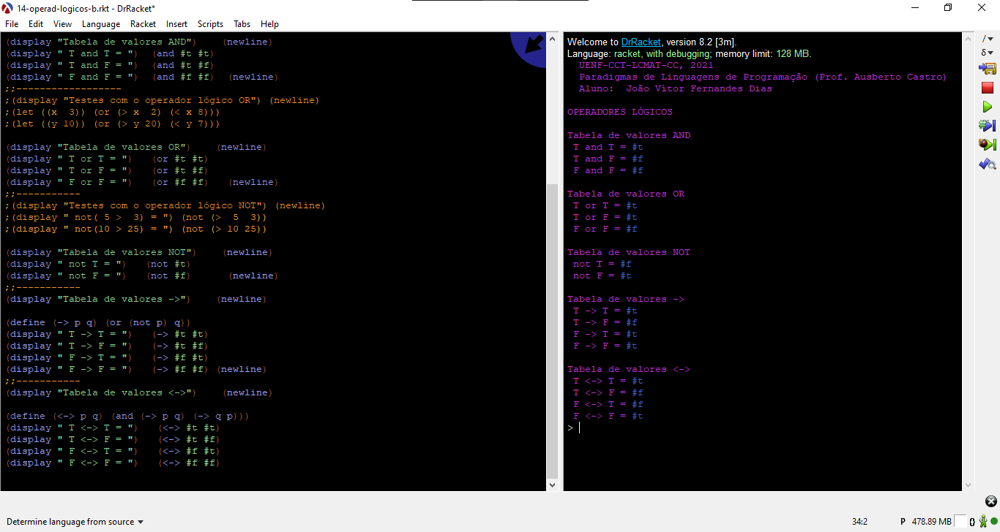 14-operad-logicos-b.rkt - DrRacket*
File Edit View Language Racket Insert Scripts Tabs Help
(display "Tabela de valores AND") (newline)
(display " T and T = ") (and #t #t)
(display " T and F = ") (and #t #f)
(display " F and F = ") (and #f #f) (newline)
;;------------------
;(display "Testes com o operador lógico OR") (newline)
;(let ((x 3)) (or (> x 2) (< x 8)))
;(let ((y 10)) (or (> y 20) (< y 7)))
(display "Tabela de valores OR") (newline)
(display " T or T = ") (or #t #t)
(display " T or F = ") (or #t #f)
(display " F or F = ") (or #f #f) (newline)
;;-----------
;(display "Testes com o operador lógico NOT") (newline)
;(display " not( 5 > 3) = ") (not (> 5 3))
;(display " not(10 > 25) = ") (not (> 10 25))
(display "Tabela de valores NOT") (newline)
(display " not T = ") (not #t)
(display " not F = ") (not #f) (newline)
;;-----------
(display "Tabela de valores ->") (newline)
(define (-> p q) (or (not p) q))
(display " T -> T = ") (-> #t #t)
(display " T -> F = ") (-> #t #f)
(display " F -> T = ") (-> #f #t)
(display " F -> F = ") (-> #f #f) (newline)
;;-----------
(display "Tabela de valores <->") (newline)
(define (<-> p q) (and (-> p q) (-> q p)))
(display " T <-> T = ") (<-> #t #t)
(display " T <-> F = ") (<-> #t #f)
(display " F <-> T = ") (<-> #f #t)
(display " F <-> F = ") (<-> #f #f)
Welcome to DrRacket, version 8.2 [3m].
Language: racket, with debugging; memory limit: 128 MB.
UENF-CCT-LCMAT-CC, 2021
Paradigmas de Linguagens de Programação (Prof. Ausberto Castro)
Aluno: João Vítor Fernandes Dias
OPERADORES LÓGICOS
Tabela de valores AND
T and T = #t
T and F = #f
F and F = #f
Tabela de valores OR
T or T = #t
T or F = #t
F or F = #f
Tabela de valores NOT
not T = #f
not F = #t
Tabela de valores ->
T -> T = #t
T -> F = #f
F -> T = #t
F -> F = #t
Tabela de valores <->
T <-> T = #t
T <-> F = #f
F <-> T = #f
F <-> F = #t
>
Determine language from source
34:2
P 478.89 MB